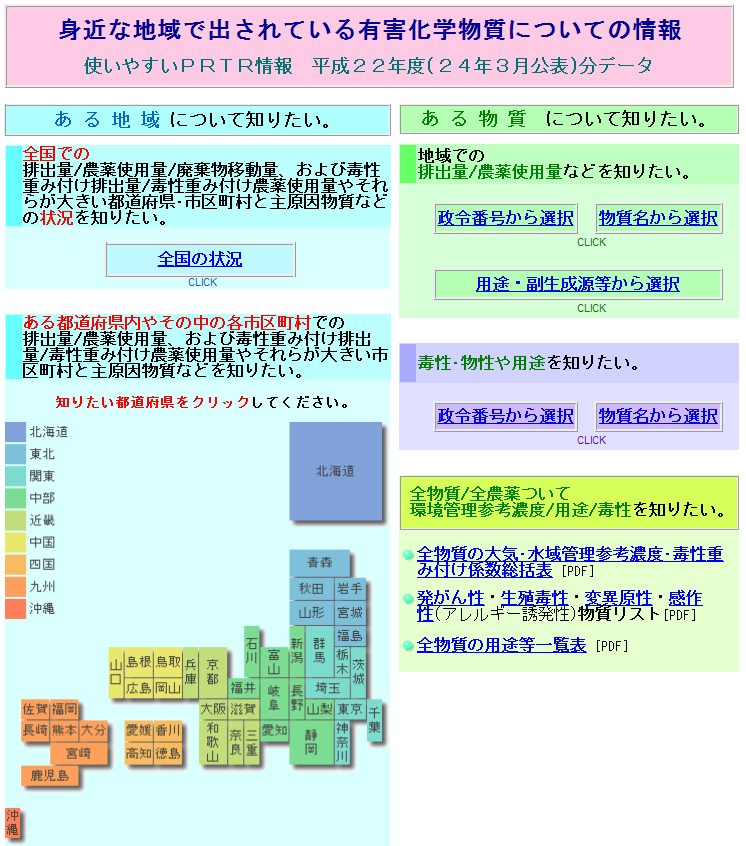 身近な地域で出されている有害化学物質についての情報
使いやすいＰＲＴＲ情報　平成２２年度(２４年３月公表)分データ
ある地域 について知りたい。
全国での
排出量/農薬使用量/廃棄物移動量、および毒性
重み付け排出量/毒性重み付け農薬使用量やそれ
らが大きい都道府県･市区町村と主原因物質など
の状況を知りたい。
全国の状況
CLICK
ある都道府県内やその中の各市区町村での
排出量/農薬使用量、および毒性重み付け排出
量/毒性重み付け農薬使用量やそれらが大きい市
区町村と主原因物質などを知りたい。
知りたい都道府県をクリックしてください。
北海道
東北
関東
中部
近畿
中国
四国
九州
沖縄
北海道
青森
秋田 岩手
山形 宮城
福島
石川 富山 新潟 群馬 栃木 茨城
山口 島根 鳥取 兵庫 京都
広島 岡山 福井 岐阜 長野 埼玉
佐賀 福岡 大阪 滋賀 山梨 東京 千葉
長崎 熊本 大分 愛媛 香川 和歌山 奈良 三重 愛知 静岡 神奈川
宮崎 高知 徳島
鹿児島
沖縄
ある物質 について知りたい。
地域での
排出量/農薬使用量などを知りたい。
政令番号から選択 物質名から選択
CLICK
用途・副生成源等から選択
CLICK
毒性･物性や用途を知りたい。
政令番号から選択 物質名から選択
CLICK
全物質/全農薬ついて
環境管理参考濃度/用途/毒性を知りたい。
全物質の大気･水域管理参考濃度･毒性重
み付け係数総括表 [PDF]
発がん性・生殖毒性・変異原性・感作
性(アレルギー誘発性)物質リスト[PDF]
全物質の用途等一覧表 [PDF]